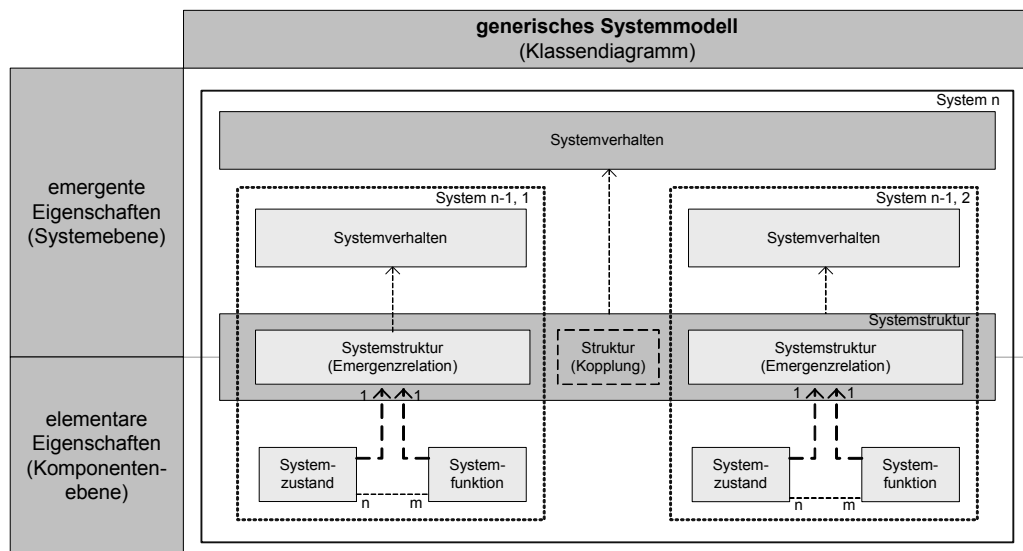 generisches Systemmodell
(Klassendiagramm)
emergente
Eigenschaften
(Systemebene)
elementare
Eigenschaften
(Komponenten-
ebene)
System n
Systemverhalten
System n-1, 1
Systemverhalten
System n-1, 2
Systemverhalten
Systemstruktur
Systemstruktur
(Emergenzrelation)
Struktur
(Kopplung)
Systemstruktur
(Emergenzrelation)
1
1
1
1
System-
zustand
System-
funktion
n
m
System-
zustand
System-
funktion
n
m